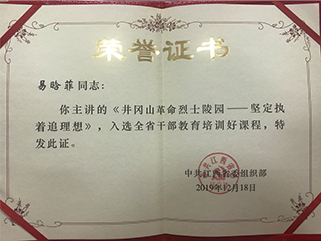 荣誉证书
易晗菲同志：
你主讲的《井冈山革命烈士陵园——坚定执
着追理想》，入选全省干部教育培训好课程，特
发此证。
中共江西省委组织部
2019年12月18日